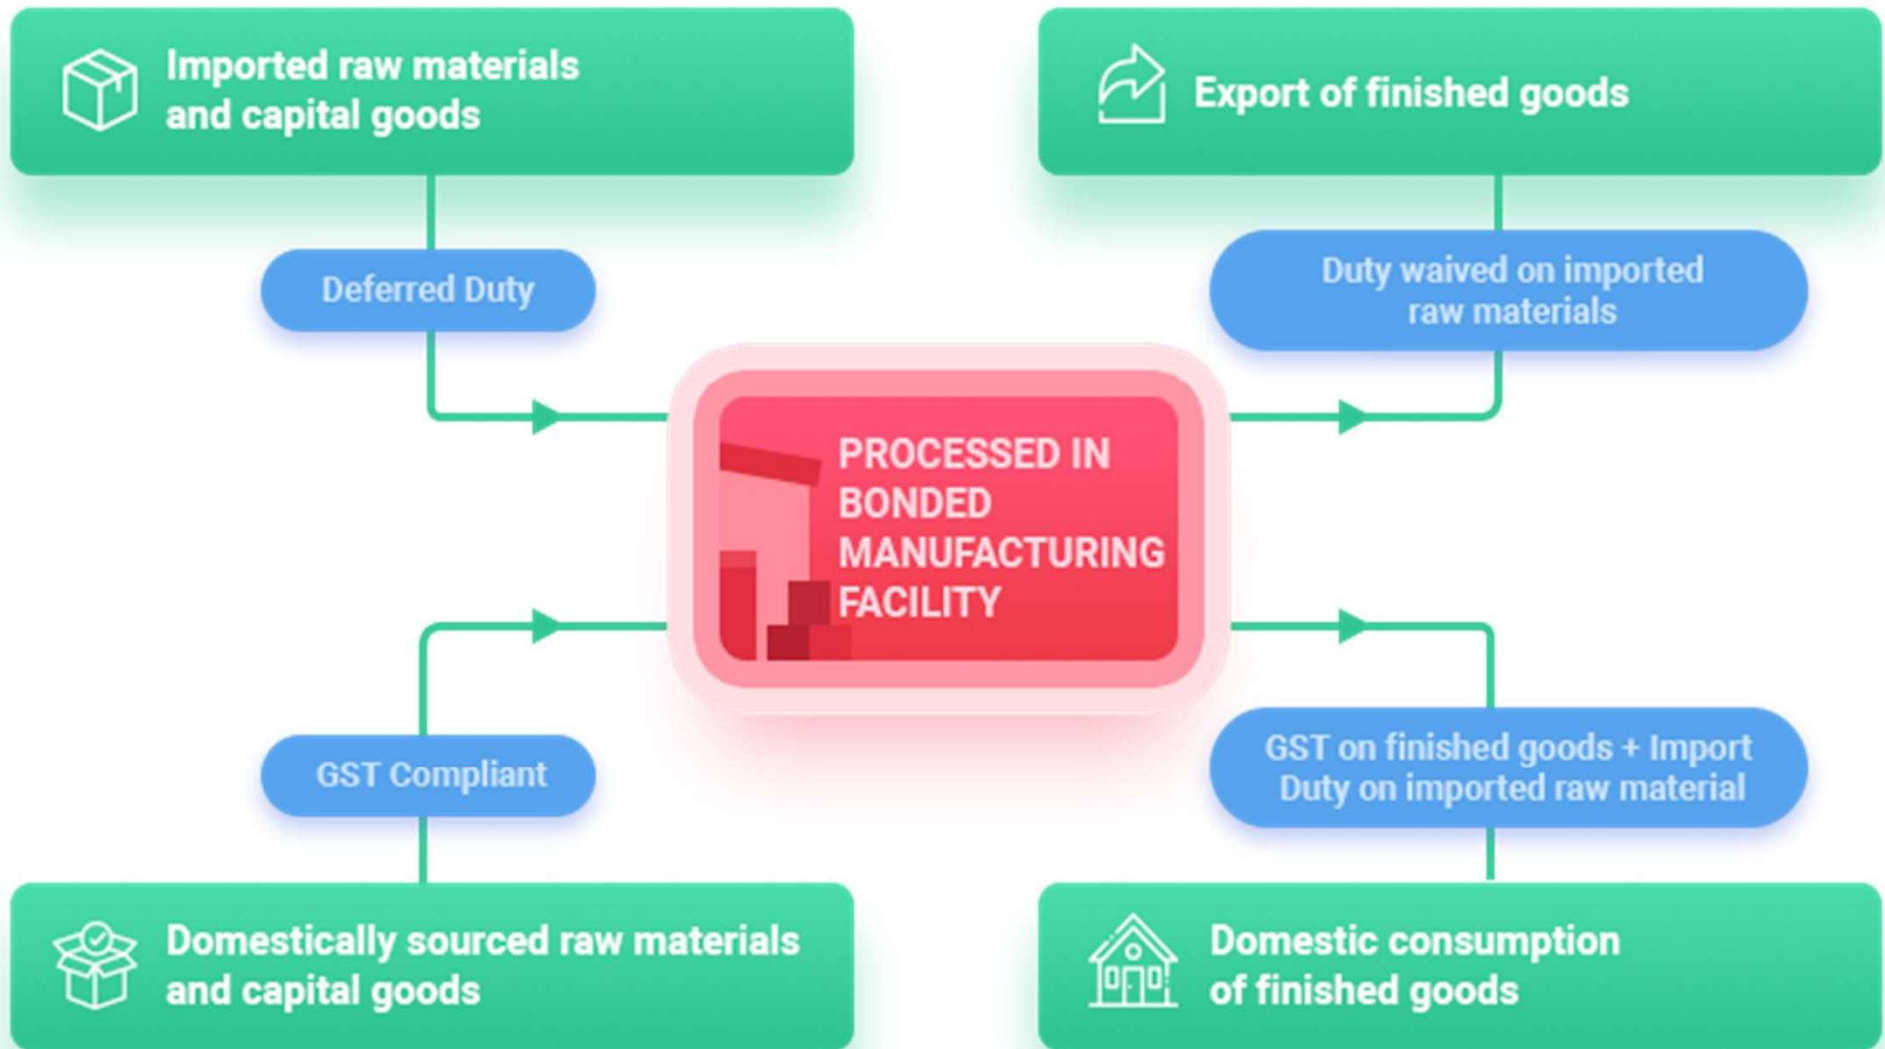 Imported raw materials
and capital goods
Export of finished goods
Deferred Duty
Duty waived on imported
raw materials
PROCESSED IN
BONDED
MANUFACTURING
FACILITY
GST Compliant
GST on finished goods + Import
Duty on imported raw material
Domestically sourced raw materials
and capital goods
Domestic consumption
of finished goods